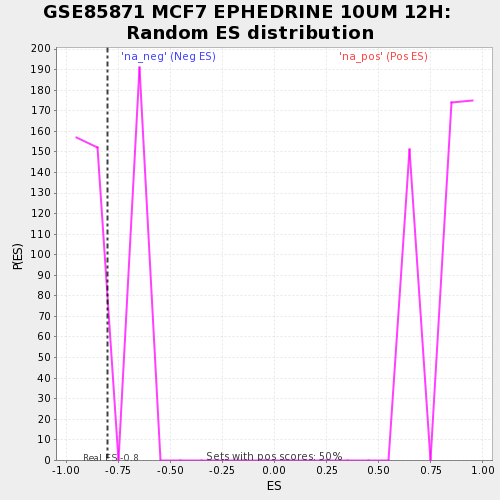 GSE85871 MCF7 EPHEDRINE 10UM 12H:
Random ES distribution
'na_neg' (Neg ES)
'na_pos' (Pos ES)
200
190
180
170
160
150
140
130
120
110
100
90
80
70
60
50
40
30
20
10
0
P(ES)
Real ES -0.8
Sets with pos scores: 50%
-1.00 -0.75 -0.50 -0.25 0.00 0.25 0.50 0.75 1.00
ES